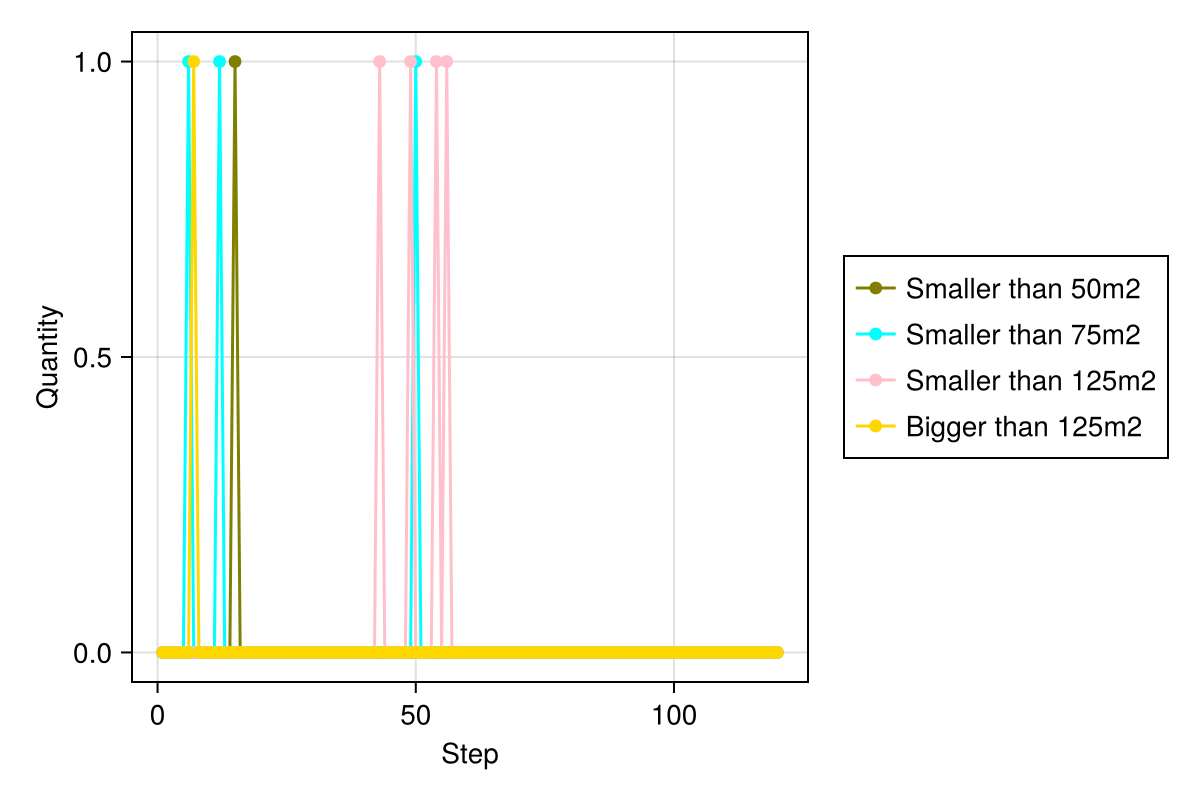 1.0
0.5
0.0
Quantity
0
50
100
Step
Smaller than 50m2
Smaller than 75m2
Smaller than 125m2
Bigger than 125m2